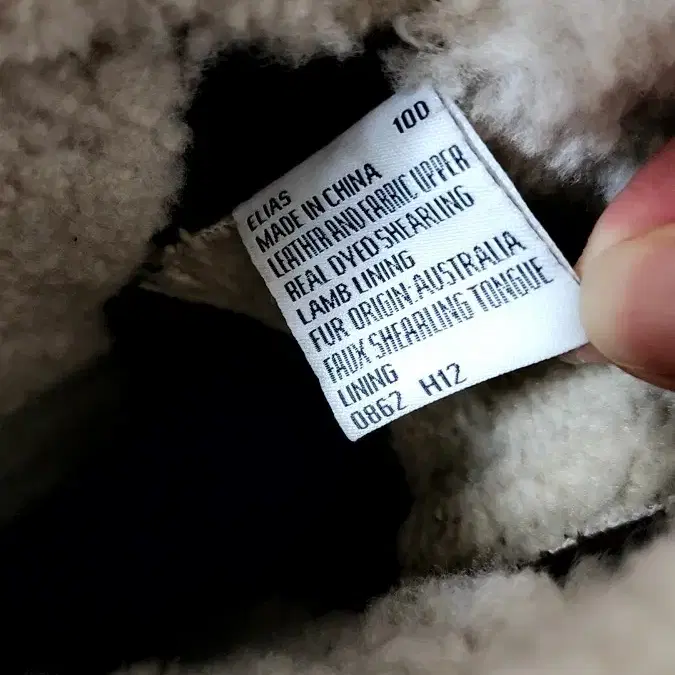 10D
ELIAS
MADE IN CHINA
LEATHER AND FABRIC UPPER
REAL DYED SHEARLING
LAMB LINING
FUR ORIGIN:AUSTRALIA
FAUX SHEARLING TONGUE
LINING
0862 H12